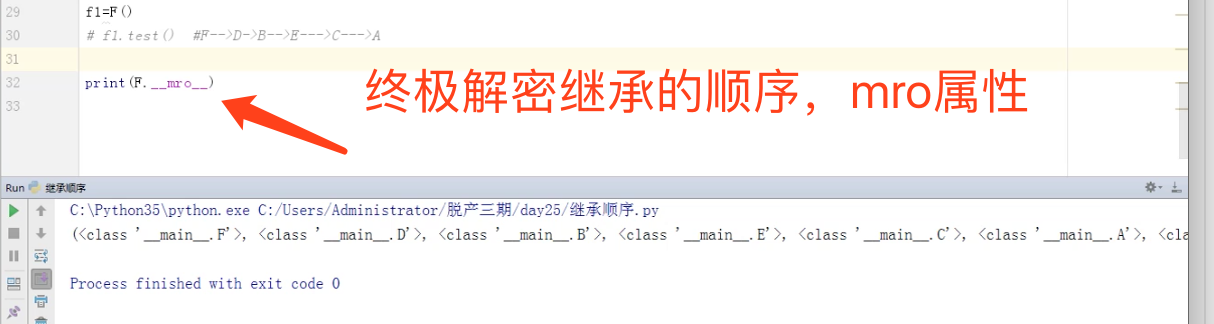 29 f1=F()
30 # f1.test() #F-->D->B-->E--->C--->A
31
32 print(F.__mro__)
33
终极解密继承的顺序，mro属性
Run 继承顺序
C:\Python35\python.exe C:/Users/Administrator/脱产三期/day25/继承顺序.py
(<class '__main__.F'>, <class '__main__.D'>, <class '__main__.B'>, <class '__main__.E'>, <class '__main__.C'>, <class '__main__.A'>, <cla
Process finished with exit code 0